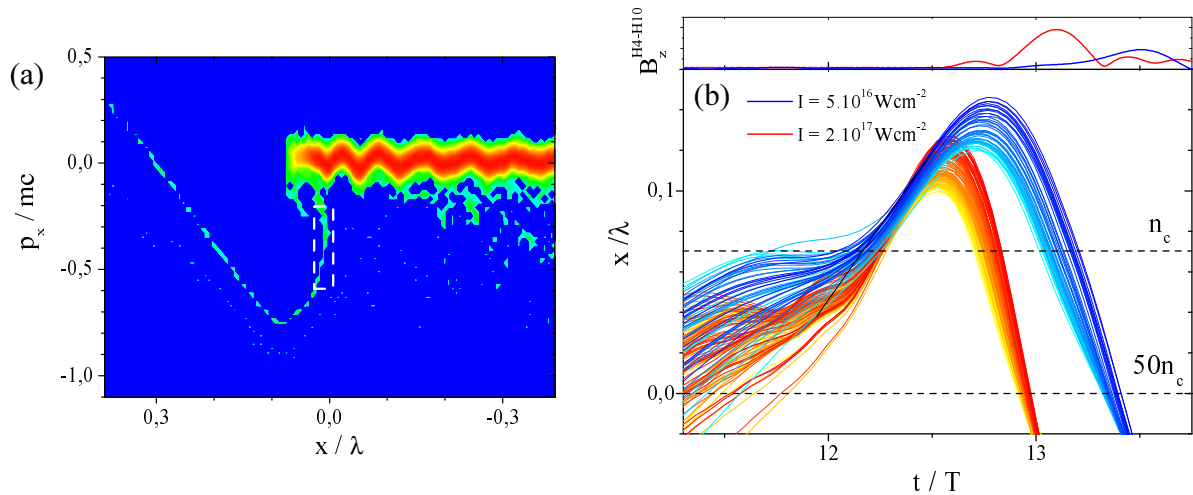 (a)
0,5
0,0
-0,5
-1,0
p_x / mc
0,3
0,0
-0,3
x / λ
B_z^H4-H10
(b)
I = 5.10^16 Wcm^-2
I = 2.10^17 Wcm^-2
n_c
50n_c
0,1
0,0
x / λ
12
13
t / T